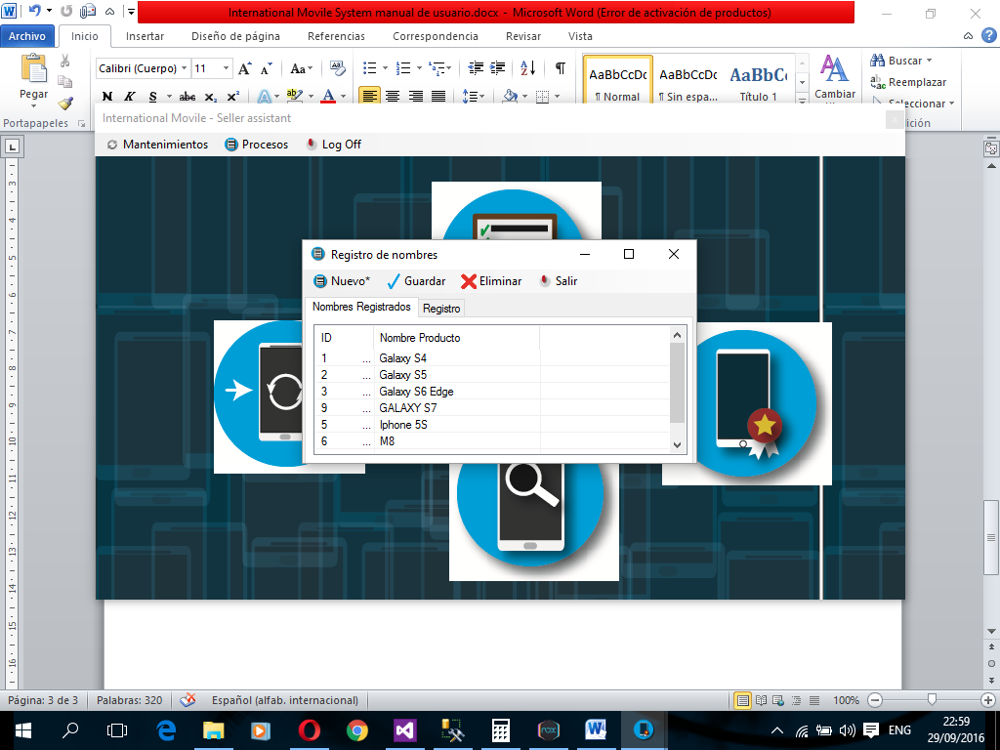 International Movile System manual de usuario.docx - Microsoft Word (Error de activación de productos)
Archivo Inicio Insertar Diseño de página Referencias Correspondencia Revisar Vista
Pegar
Portapapeles
Calibri (Cuerpo) 11
Aa
N K S abc x₂ x²
AaBbCcDc AaBbCcDc AaBbCc
¶ Normal ¶ Sin espa... Título 1
Cambiar
Buscar
Reemplazar
Seleccionar
International Movile - Seller assistant
Mantenimientos Procesos Log Off
Registro de nombres
Nuevo* Guardar Eliminar Salir
Nombres Registrados Registro
ID Nombre Producto
1 ... Galaxy S4
2 ... Galaxy S5
3 ... Galaxy S6 Edge
9 ... GALAXY S7
5 ... Iphone 5S
6 ... M8
Página: 3 de 3 Palabras: 320 Español (alfab. internacional) 100%
ENG
22:59
29/09/2016